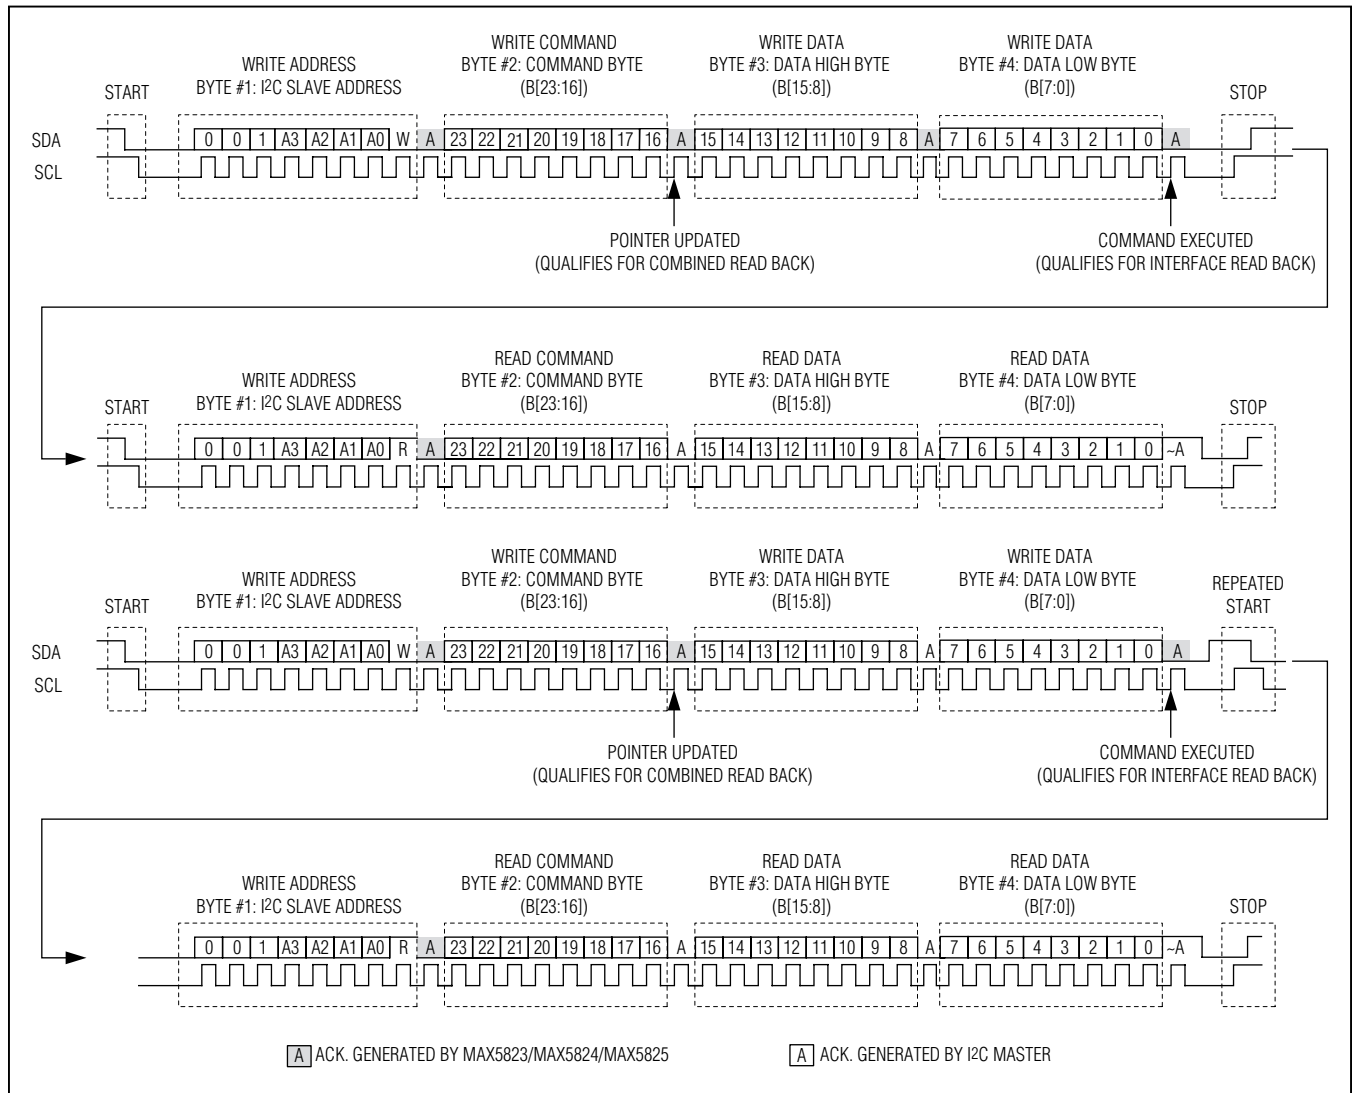 WRITE COMMAND WRITE DATA WRITE DATA
WRITE ADDRESS BYTE #2: COMMAND BYTE BYTE #3: DATA HIGH BYTE BYTE #4: DATA LOW BYTE
START BYTE #1: I2C SLAVE ADDRESS (B[23:16]) (B[15:8]) (B[7:0]) STOP
SDA 0 0 1 A3 A2 A1 A0 W A 23 22 21 20 19 18 17 16 A 15 14 13 12 11 10 9 8 A 7 6 5 4 3 2 1 0 A
SCL
POINTER UPDATED COMMAND EXECUTED
(QUALIFIES FOR COMBINED READ BACK) (QUALIFIES FOR INTERFACE READ BACK)
READ COMMAND READ DATA READ DATA
WRITE ADDRESS BYTE #2: COMMAND BYTE BYTE #3: DATA HIGH BYTE BYTE #4: DATA LOW BYTE
START BYTE #1: I2C SLAVE ADDRESS (B[23:16]) (B[15:8]) (B[7:0]) STOP
0 0 1 A3 A2 A1 A0 R A 23 22 21 20 19 18 17 16 A 15 14 13 12 11 10 9 8 A 7 6 5 4 3 2 1 0 ~A
WRITE COMMAND WRITE DATA WRITE DATA
WRITE ADDRESS BYTE #2: COMMAND BYTE BYTE #3: DATA HIGH BYTE BYTE #4: DATA LOW BYTE REPEATED
START BYTE #1: I2C SLAVE ADDRESS (B[23:16]) (B[15:8]) (B[7:0]) START
SDA 0 0 1 A3 A2 A1 A0 W A 23 22 21 20 19 18 17 16 A 15 14 13 12 11 10 9 8 A 7 6 5 4 3 2 1 0 A
SCL
POINTER UPDATED COMMAND EXECUTED
(QUALIFIES FOR COMBINED READ BACK) (QUALIFIES FOR INTERFACE READ BACK)
READ COMMAND READ DATA READ DATA
WRITE ADDRESS BYTE #2: COMMAND BYTE BYTE #3: DATA HIGH BYTE BYTE #4: DATA LOW BYTE
BYTE #1: I2C SLAVE ADDRESS (B[23:16]) (B[15:8]) (B[7:0]) STOP
0 0 1 A3 A2 A1 A0 R A 23 22 21 20 19 18 17 16 A 15 14 13 12 11 10 9 8 A 7 6 5 4 3 2 1 0 ~A
A ACK. GENERATED BY MAX5823/MAX5824/MAX5825 A ACK. GENERATED BY I2C MASTER